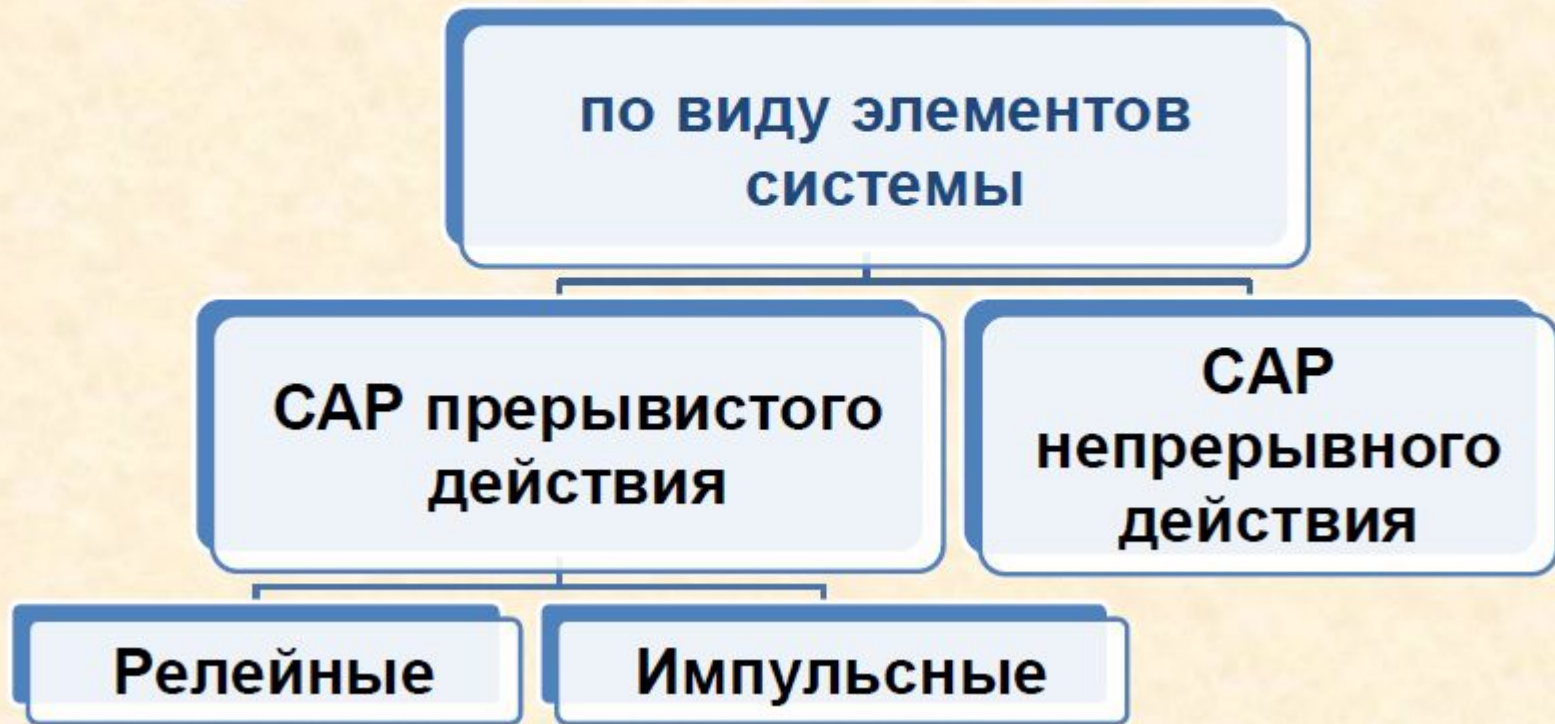 по виду элементов
системы
САР прерывистого
действия
САР
непрерывного
действия
Релейные
Импульсные